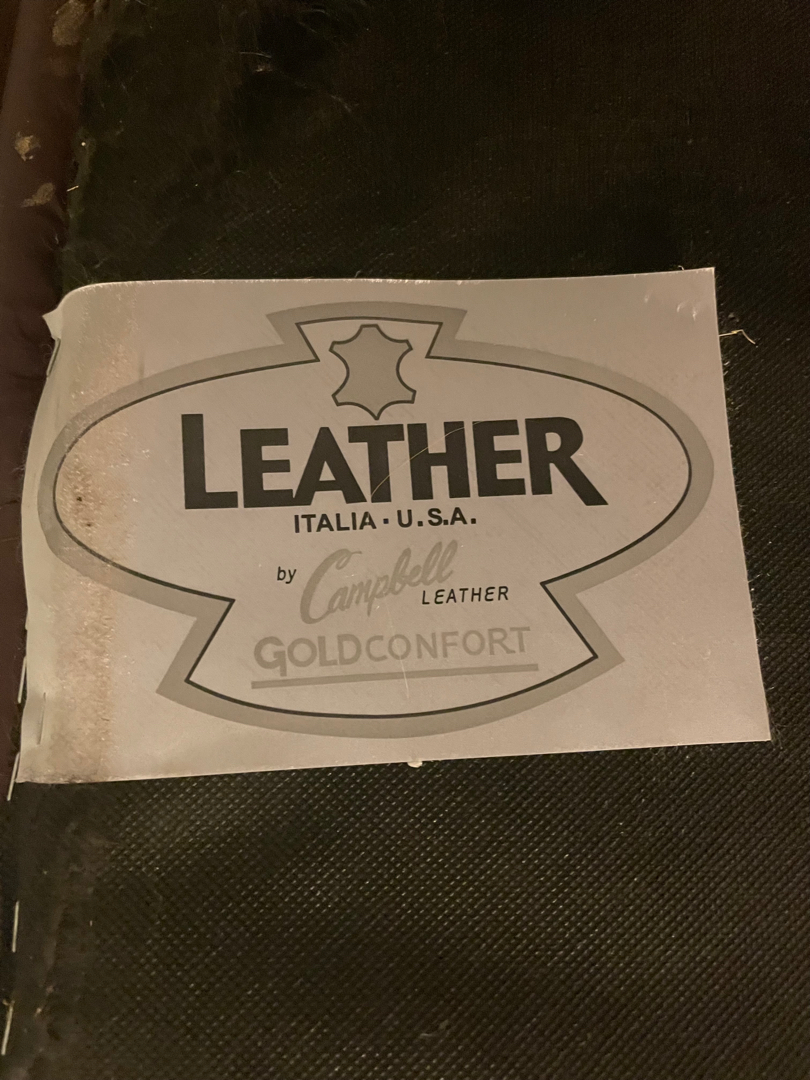 LEATHER
ITALIA · U.S.A.
by Campbell LEATHER
GOLDCONFORT